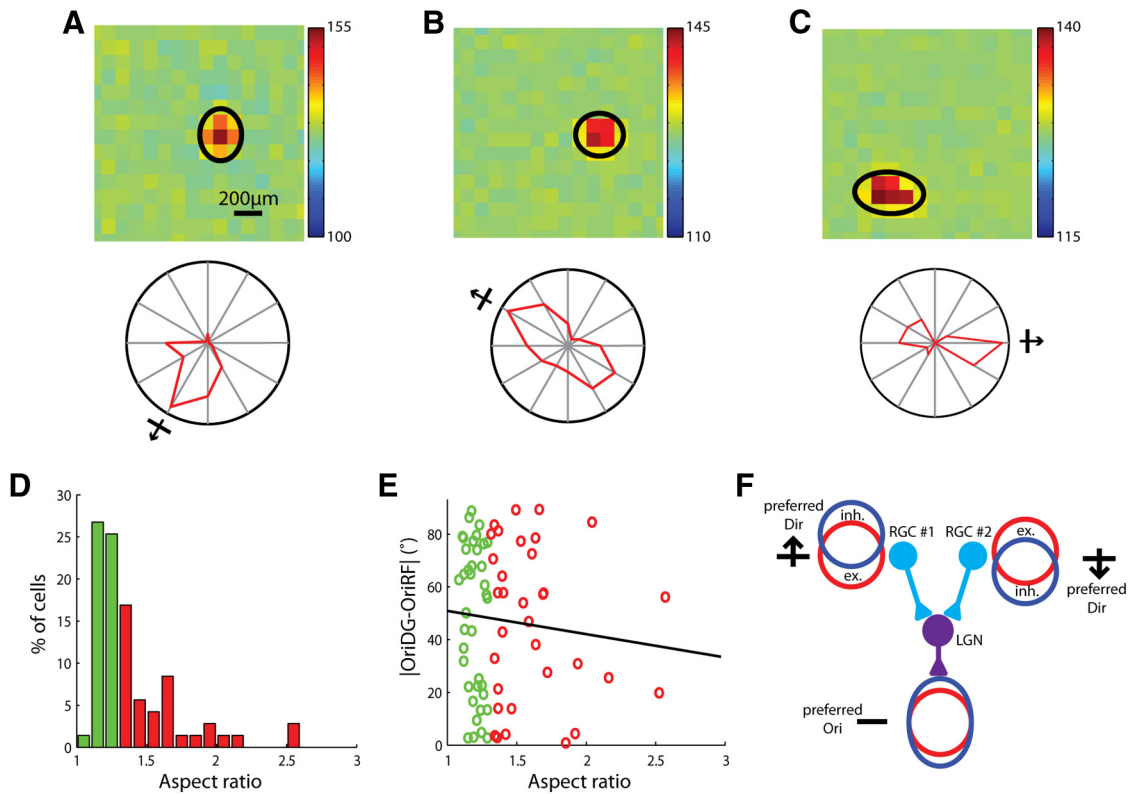 A
155
200μm
100
B
145
110
C
140
115
D
% of cells
30
25
20
15
10
5
0
1
1.5
2
2.5
3
Aspect ratio
E
|OriDG-OriRF| (°)
80
60
40
20
0
1
1.5
2
2.5
3
Aspect ratio
F
preferred
Dir
inh.
ex.
RGC #1
RGC #2
ex.
inh.
preferred
Dir
LGN
preferred
Ori